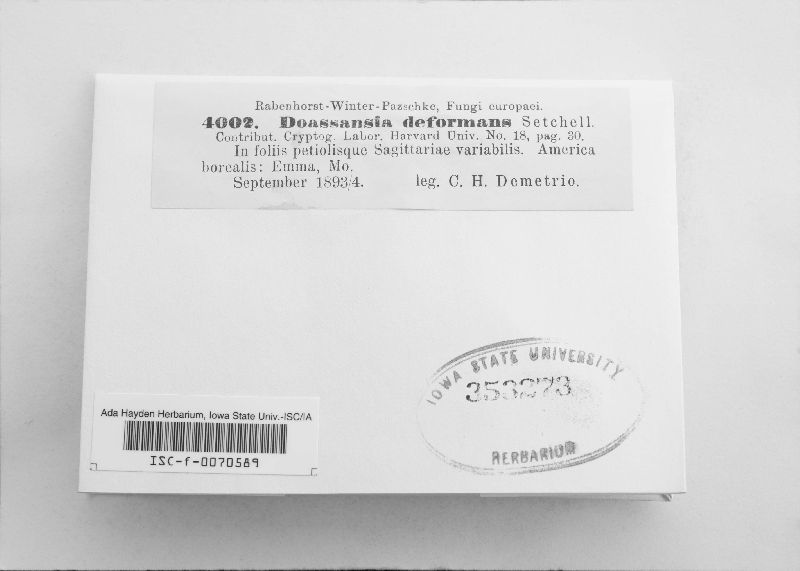 Rabenhorst-Winter-Pazschke, Fungi europaei.
4002. Doassansia deformans Setchell.
Contribut. Cryptog. Labor. Harvard Univ. No. 18, pag. 30.
In foliis petiolisque Sagittariae variabilis. America
borealis: Emma, Mo.
September 1893/4. leg. C. H. Demetrio.
IOWA STATE UNIVERSITY
353273
HERBARIUM
Ada Hayden Herbarium, Iowa State Univ.-ISC/IA
ISC-f-0070589